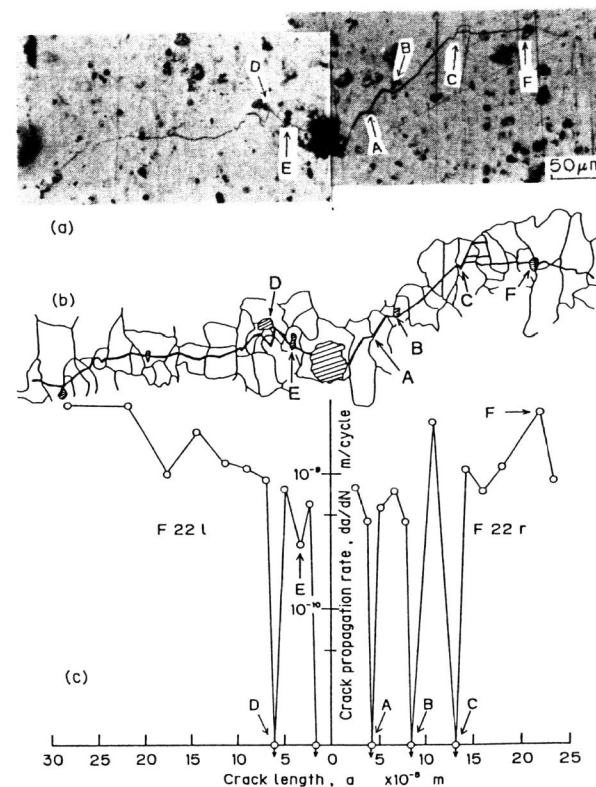 D
E
A
B
C
F
50μm
(a)
(b)
D
E
A
B
C
F
F
10⁻⁹
m/cycle
F 22 l
F 22 r
E
10⁻¹⁰
Crack propagation rate, da/dN
(c)
D
A
B
C
30 25 20 15 10 5 0 5 10 15 20 25
Crack length, a x10⁻⁶ m